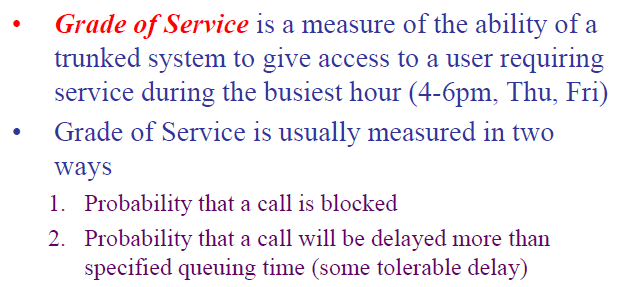 • Grade of Service is a measure of the ability of a
trunked system to give access to a user requiring
service during the busiest hour (4-6pm, Thu, Fri)
• Grade of Service is usually measured in two
ways
1. Probability that a call is blocked
2. Probability that a call will be delayed more than
specified queuing time (some tolerable delay)